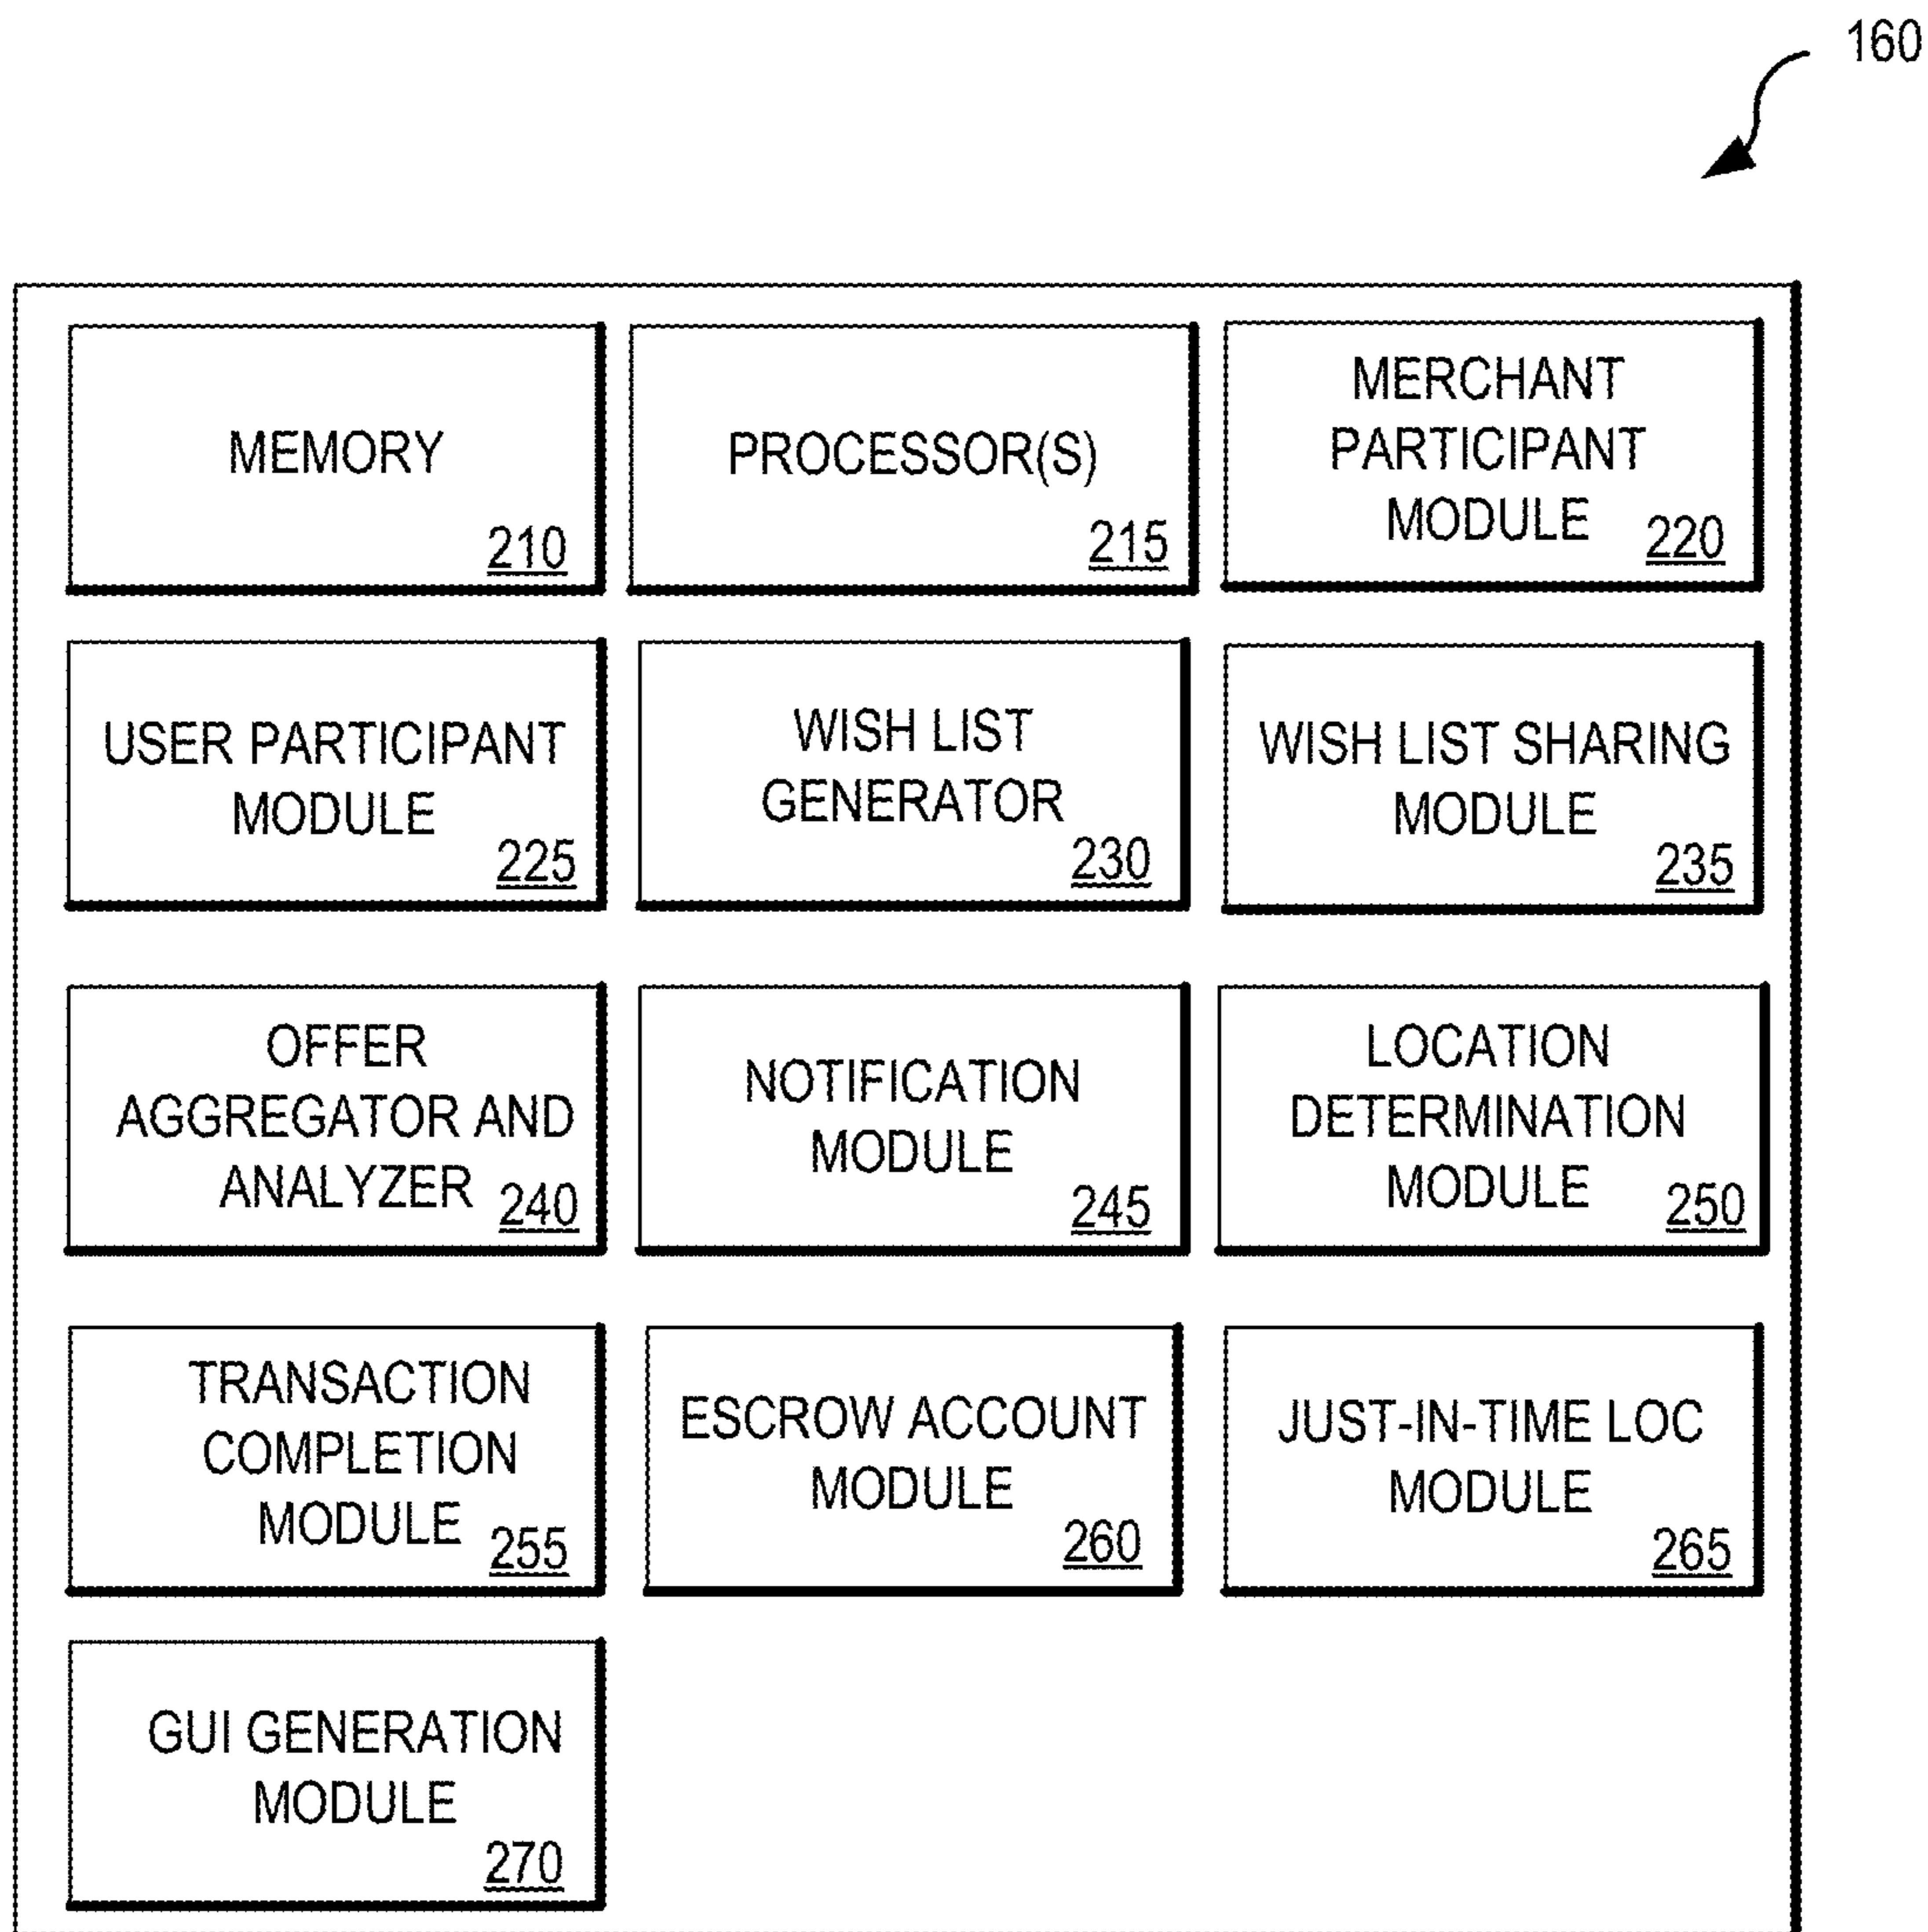 160
MEMORY
210
PROCESSOR(S)
215
MERCHANT
PARTICIPANT
MODULE
220
USER PARTICIPANT
MODULE
225
WISH LIST
GENERATOR
230
WISH LIST SHARING
MODULE
235
OFFER
AGGREGATOR AND
ANALYZER
240
NOTIFICATION
MODULE
245
LOCATION
DETERMINATION
MODULE
250
TRANSACTION
COMPLETION
MODULE
255
ESCROW ACCOUNT
MODULE
260
JUST-IN-TIME LOC
MODULE
265
GUI GENERATION
MODULE
270